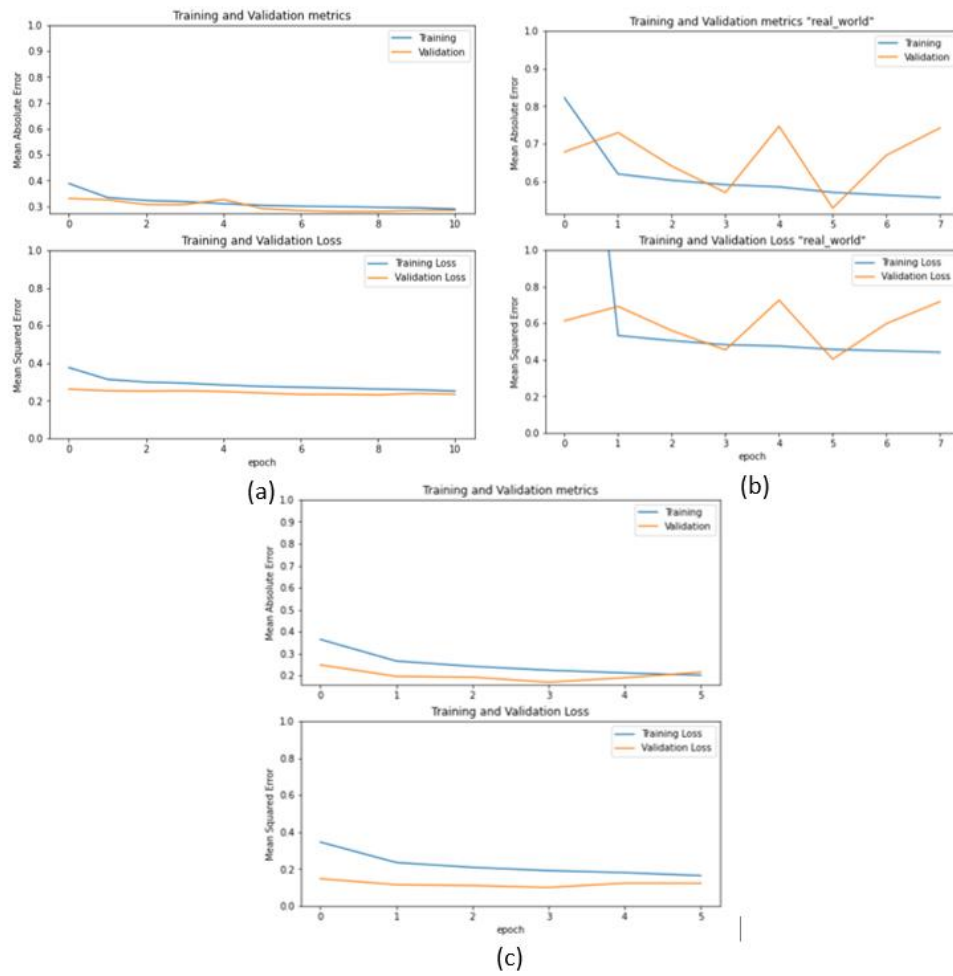 Training and Validation metrics
1.0
0.9
0.8
0.7
0.6
0.5
0.4
0.3
Mean Absolute Error
Training
Validation
0 2 4 6 8 10
Training and Validation Loss
1.0
0.8
0.6
0.4
0.2
0.0
Mean Squared Error
Training Loss
Validation Loss
0 2 4 6 8 10
epoch
(a)
Training and Validation metrics "real_world"
1.0
0.9
0.8
0.7
0.6
Mean Absolute Error
Training
Validation
0 1 2 3 4 5 6 7
Training and Validation Loss "real_world"
1.0
0.8
0.6
0.4
0.2
0.0
Mean Squared Error
Training Loss
Validation Loss
0 1 2 3 4 5 6 7
epoch
(b)
Training and Validation metrics
1.0
0.9
0.8
0.7
0.6
0.5
0.4
0.3
0.2
Mean Absolute Error
Training
Validation
0 1 2 3 4 5
Training and Validation Loss
1.0
0.8
0.6
0.4
0.2
0.0
Mean Squared Error
Training Loss
Validation Loss
0 1 2 3 4 5
epoch
(c)